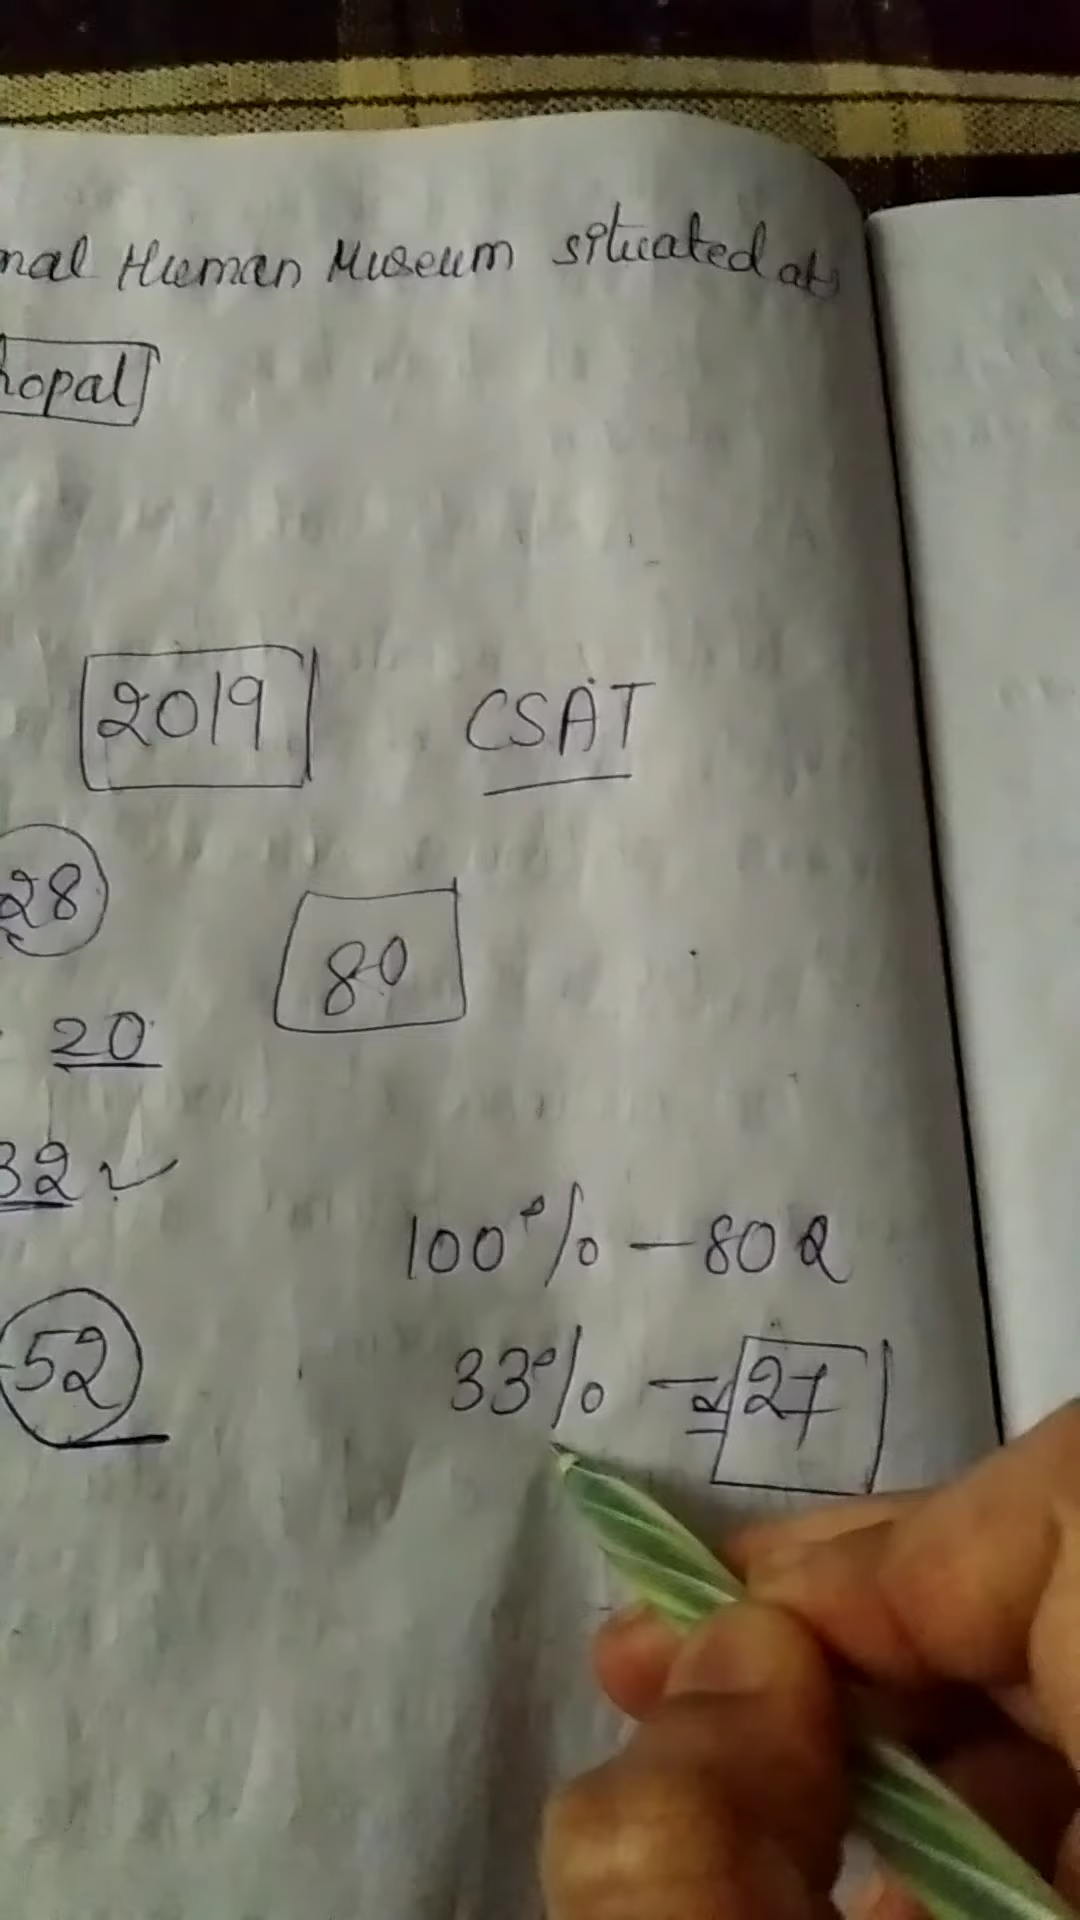 nal Human Museum situated at
hopal
2019 CSAT
28
80
20
32 ✓
100% - 80 Q
52
33% - 27